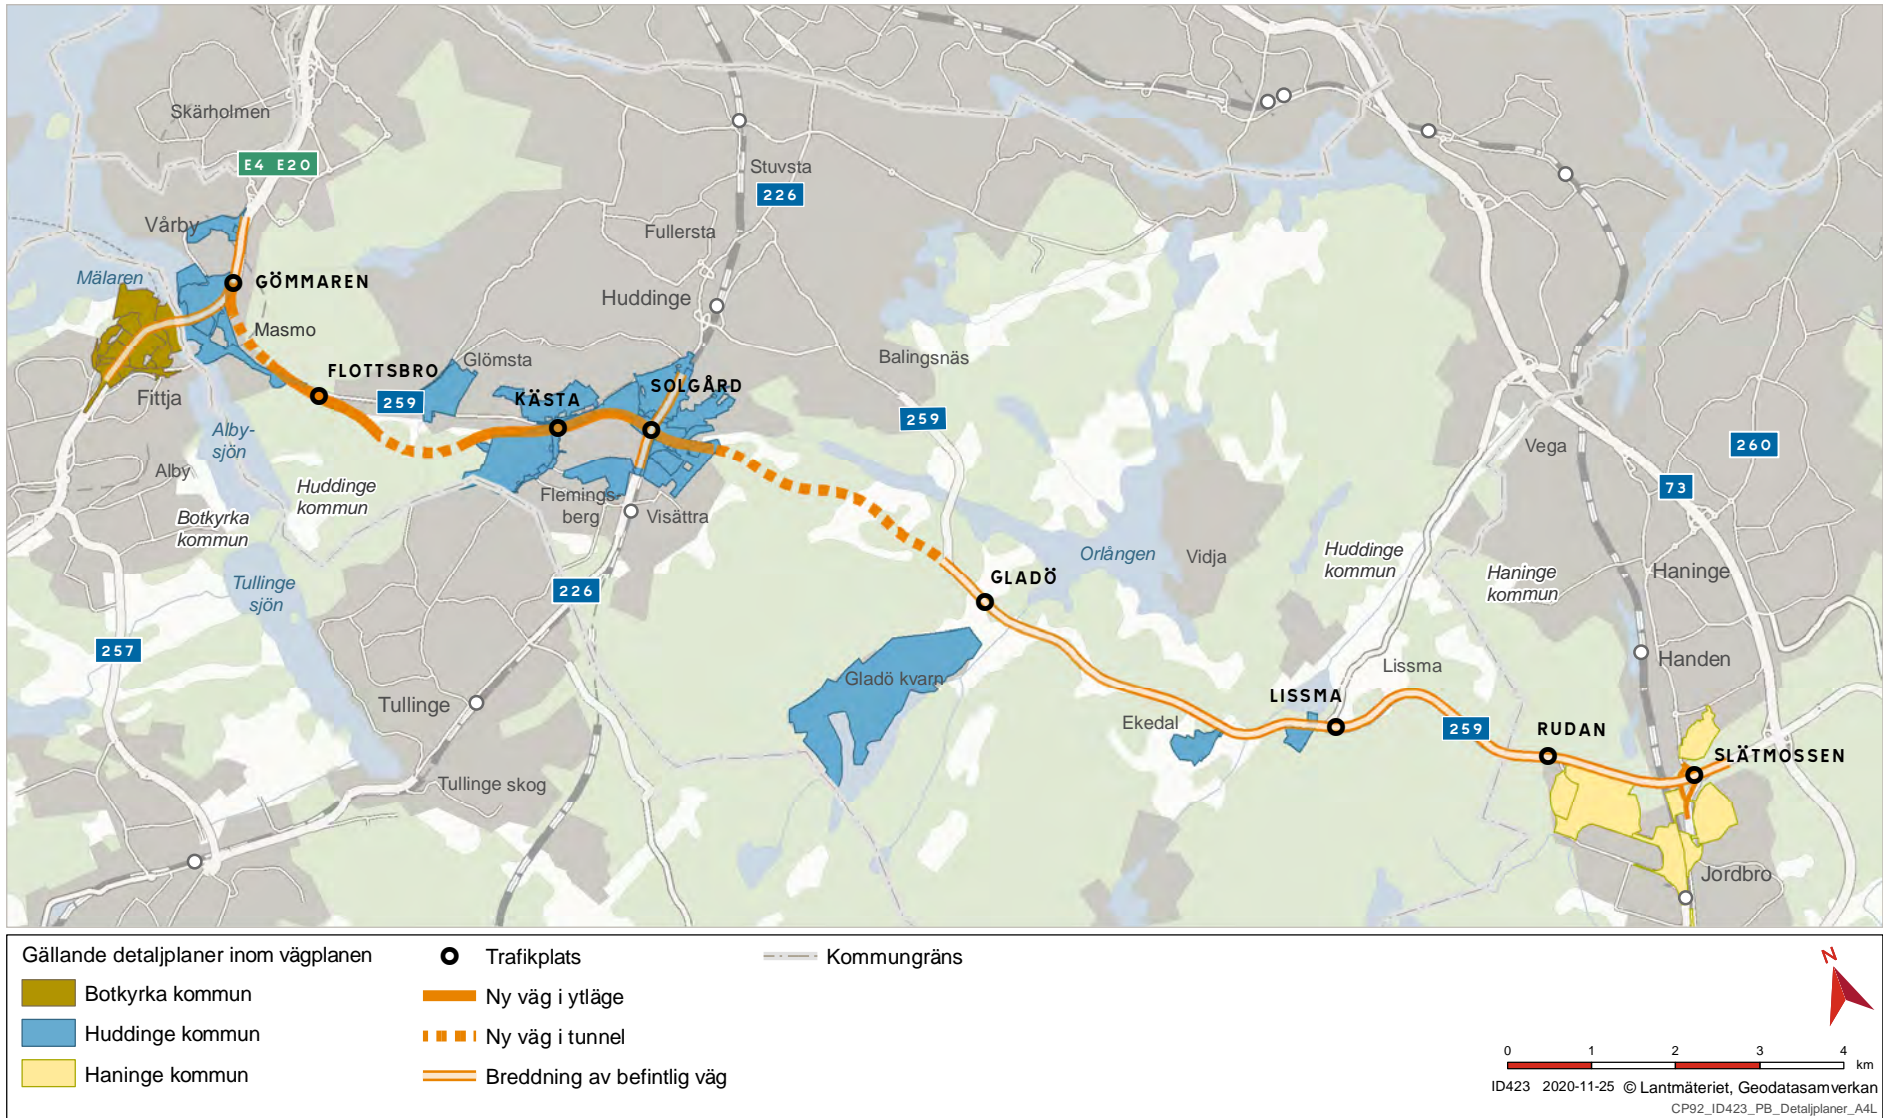 Skärholmen
E4 E20
Stuvsta
226
Vårby
Fullersta
Mälaren
GÖMMAREN
Huddinge
Masmo
Balingsnäs
Glömsta
FLOTTSBRO
259
KÄSTA
SOLGÅRD
Fittja
259
Alby-
sjön
Vega
260
Alby
Huddinge
kommun
73
Flemings-
berg
Visättra
Botkyrka
kommun
Orlången
Vidja
Huddinge
kommun
Haninge
kommun
Haninge
Tullinge
sjön
226
GLADÖ
257
Handen
Gladö kvarn
Lissma
Tullinge
LISSMA
Ekedal
259
RUDAN
SLÄTMOSSEN
Tullinge skog
Jordbro
Gällande detaljplaner inom vägplanen
Botkyrka kommun
Huddinge kommun
Haninge kommun
Trafikplats
Ny väg i ytläge
Ny väg i tunnel
Breddning av befintlig väg
Kommungräns
N
0 1 2 3 4
km
ID423 2020-11-25 © Lantmäteriet, Geodatasamverkan
CP92_ID423_PB_Detaljplaner_A4L